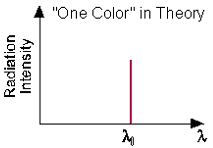 "One Color" in Theory
Radiation
Intensity
λ₀
λ